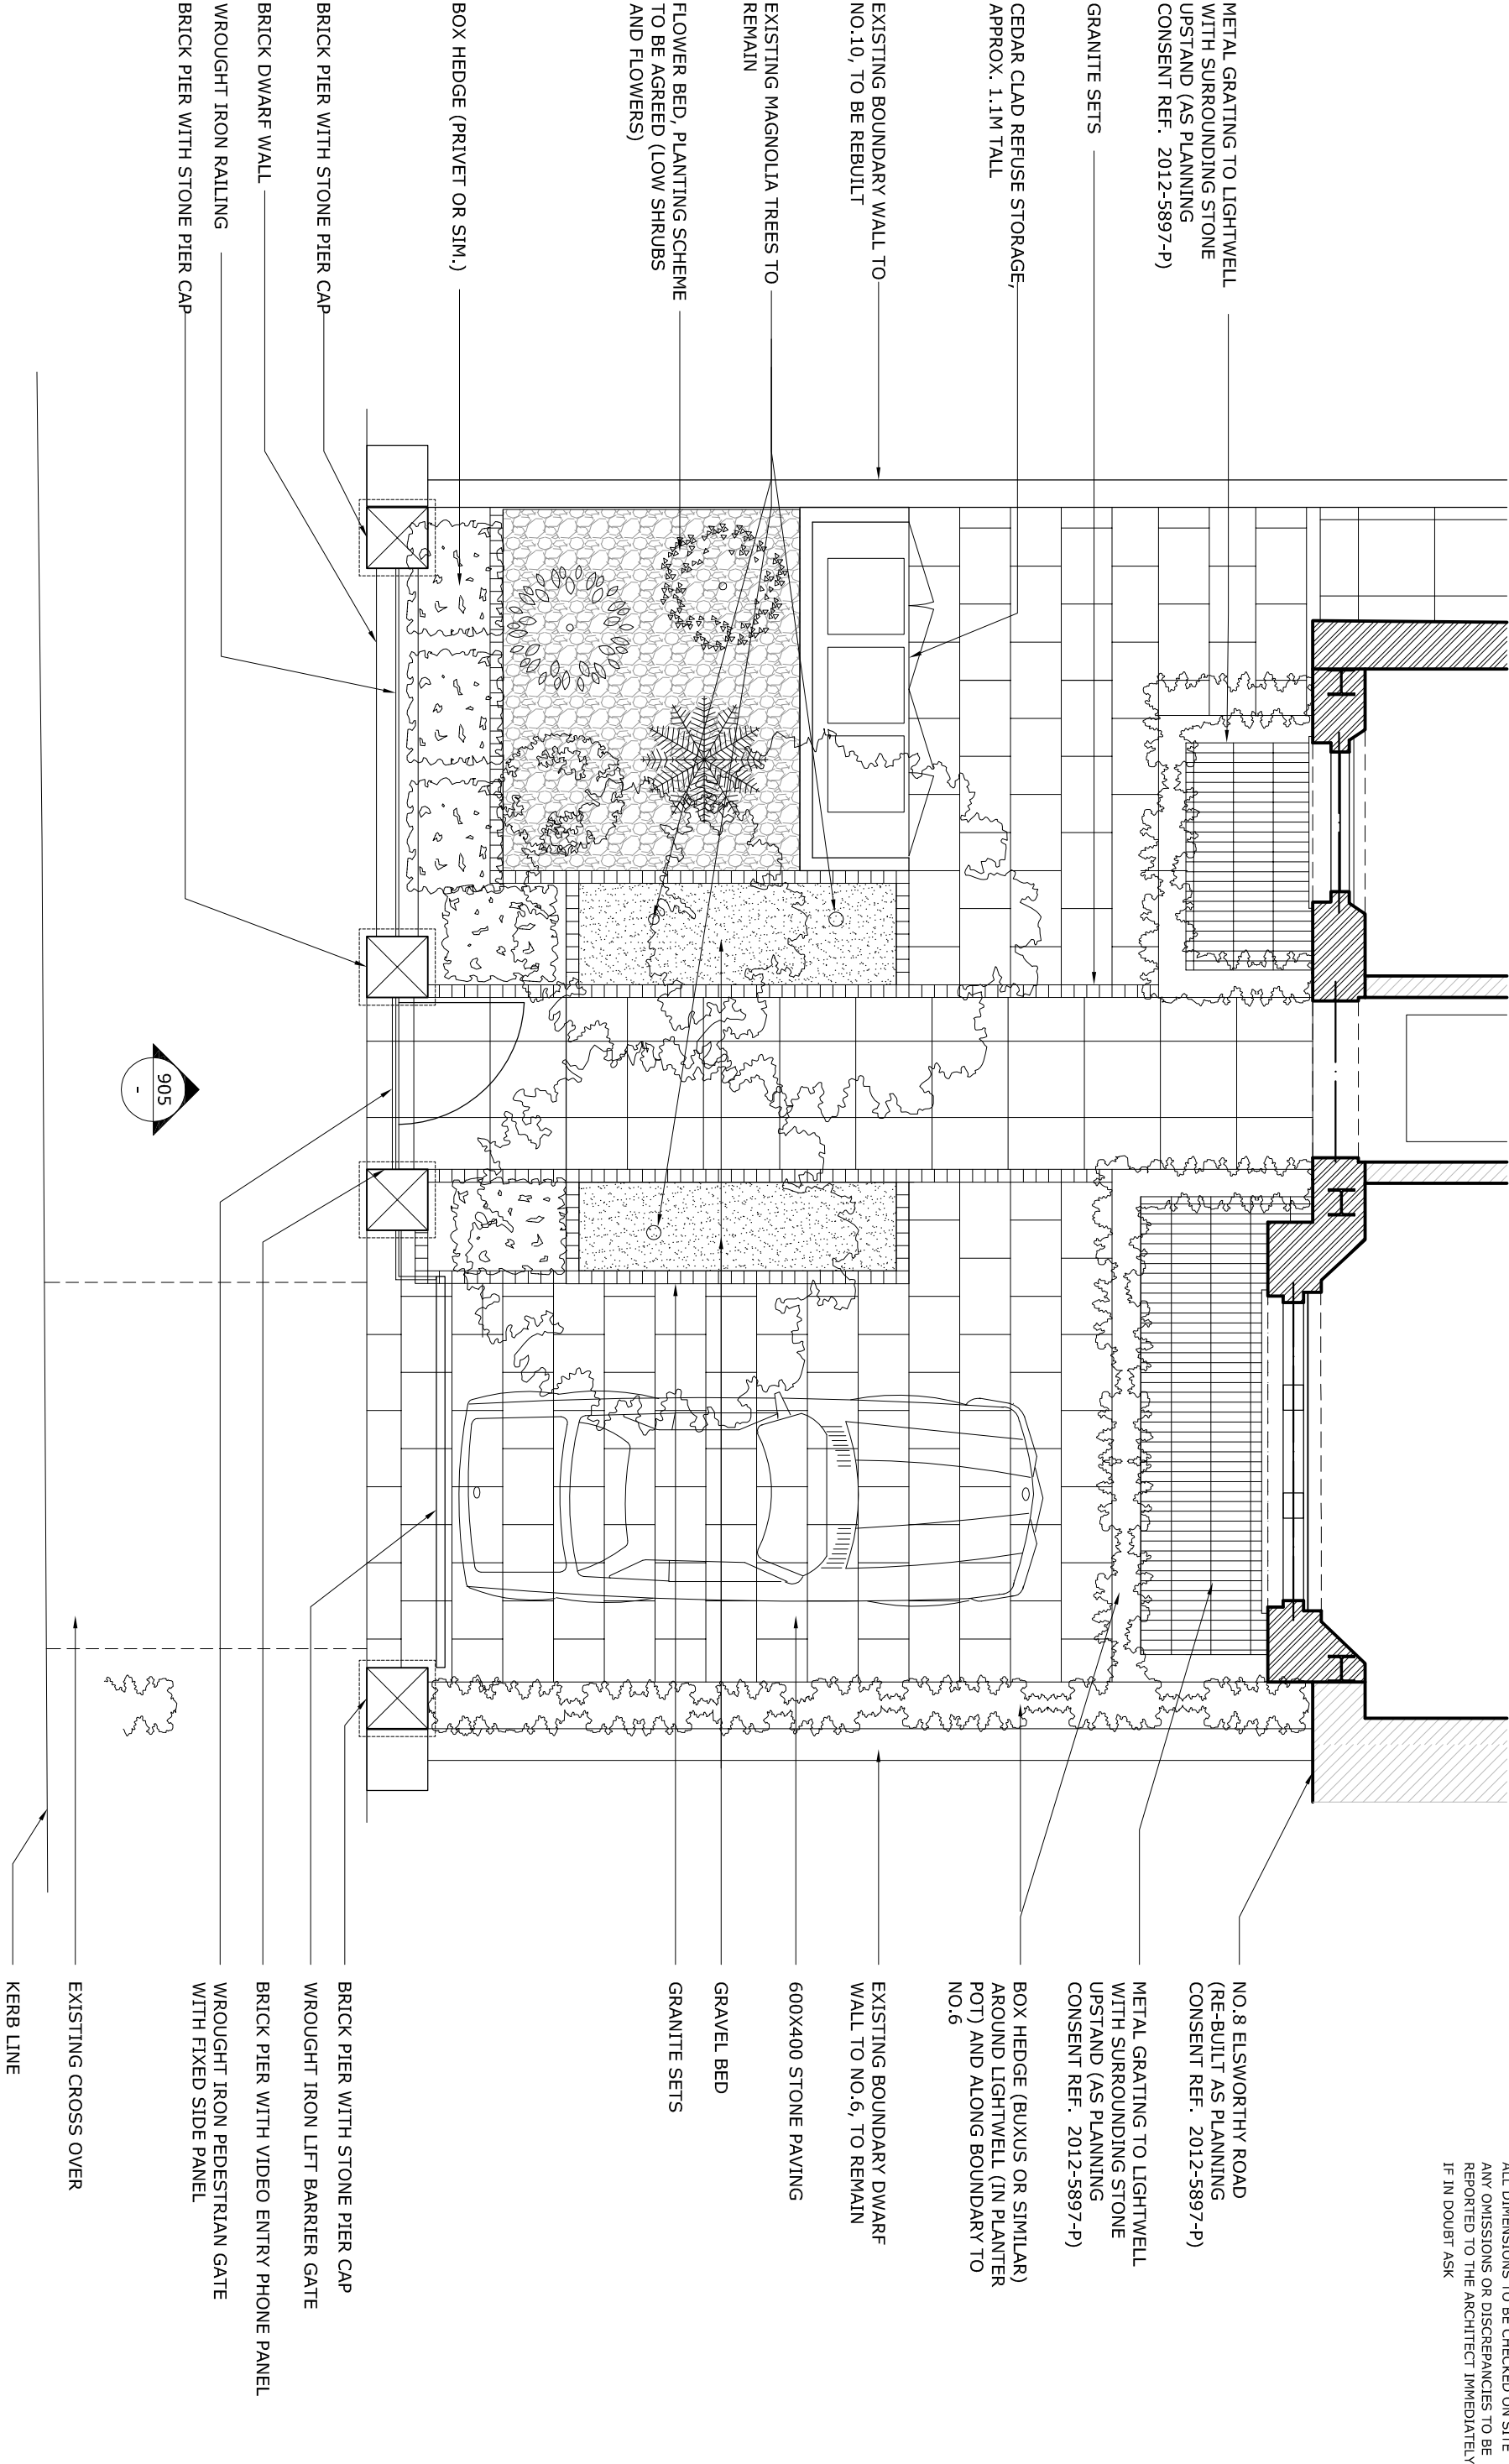 ALL DIMENSIONS TO BE CHECKED ON SITE
ANY OMISSIONS OR DISCREPANCIES TO BE
REPORTED TO THE ARCHITECT IMMEDIATELY
IF IN DOUBT ASK
METAL GRATING TO LIGHTWELL
WITH SURROUNDING STONE
UPSTAND (AS PLANNING
CONSENT REF. 2012-5897-P)
GRANITE SETS
CEDAR CLAD REFUSE STORAGE,
APPROX. 1.1M TALL
EXISTING BOUNDARY WALL TO
NO.10, TO BE REBUILT
EXISTING MAGNOLIA TREES TO
REMAIN
FLOWER BED, PLANTING SCHEME
TO BE AGREED (LOW SHRUBS
AND FLOWERS)
BOX HEDGE (PRIVET OR SIM.)
BRICK PIER WITH STONE PIER CAP
BRICK DWARF WALL
WROUGHT IRON RAILING
BRICK PIER WITH STONE PIER CAP
905
-
NO.8 ELSWORTHY ROAD
(RE-BUILT AS PLANNING
CONSENT REF. 2012-5897-P)
METAL GRATING TO LIGHTWELL
WITH SURROUNDING STONE
UPSTAND (AS PLANNING
CONSENT REF. 2012-5897-P)
BOX HEDGE (BUXUS OR SIMILAR)
AROUND LIGHTWELL (IN PLANTER
POT) AND ALONG BOUNDARY TO
NO.6
EXISTING BOUNDARY DWARF
WALL TO NO.6, TO REMAIN
600X400 STONE PAVING
GRAVEL BED
GRANITE SETS
BRICK PIER WITH STONE PIER CAP
WROUGHT IRON LIFT BARRIER GATE
BRICK PIER WITH VIDEO ENTRY PHONE PANEL
WROUGHT IRON PEDESTRIAN GATE
WITH FIXED SIDE PANEL
EXISTING CROSS OVER
KERB LINE